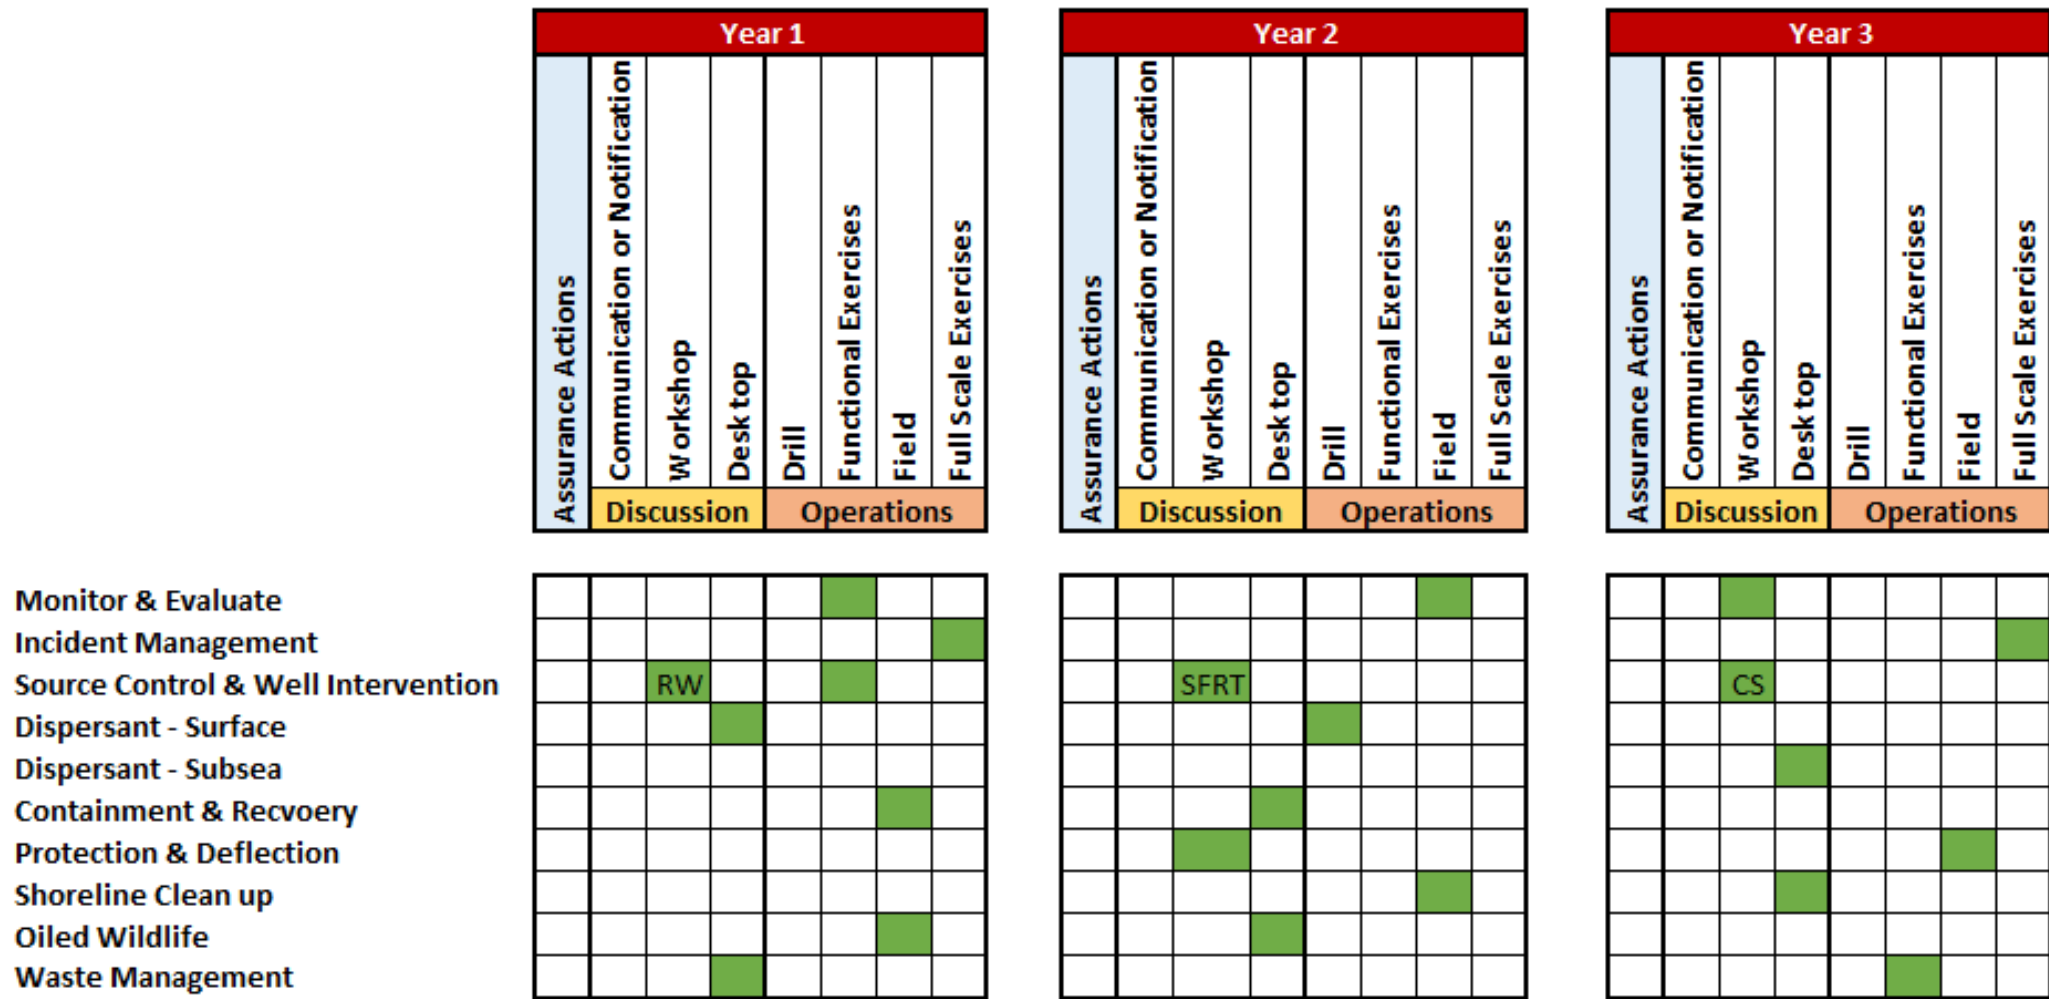 Year 1
Year 2
Year 3
Assurance Actions
Communication or Notification
Workshop
Desk top
Drill
Functional Exercises
Field
Full Scale Exercises
Discussion
Operations
Assurance Actions
Communication or Notification
Workshop
Desk top
Drill
Functional Exercises
Field
Full Scale Exercises
Discussion
Operations
Assurance Actions
Communication or Notification
Workshop
Desk top
Drill
Functional Exercises
Field
Full Scale Exercises
Discussion
Operations
Monitor & Evaluate
Incident Management
Source Control & Well Intervention RW SFRT CS
Dispersant - Surface
Dispersant - Subsea
Containment & Recvoery
Protection & Deflection
Shoreline Clean up
Oiled Wildlife
Waste Management